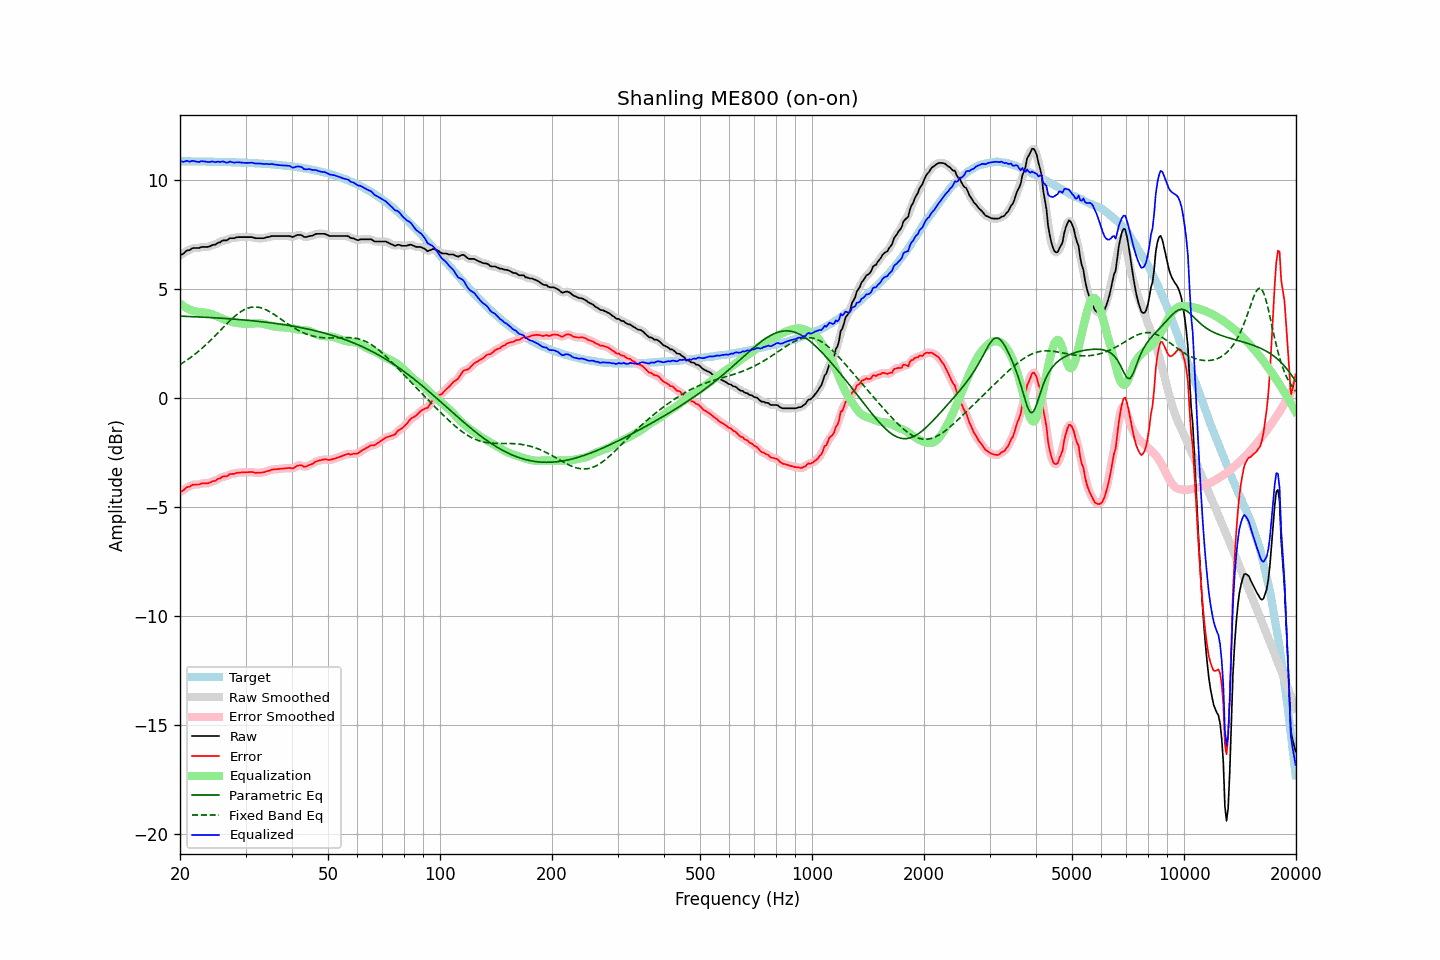 Shanling ME800 (on-on)
Amplitude (dBr)
10
5
0
−5
−10
−15
−20
Target
Raw Smoothed
Error Smoothed
Raw
Error
Equalization
Parametric Eq
Fixed Band Eq
Equalized
20 50 100 200 500 1000 2000 5000 10000 20000
Frequency (Hz)